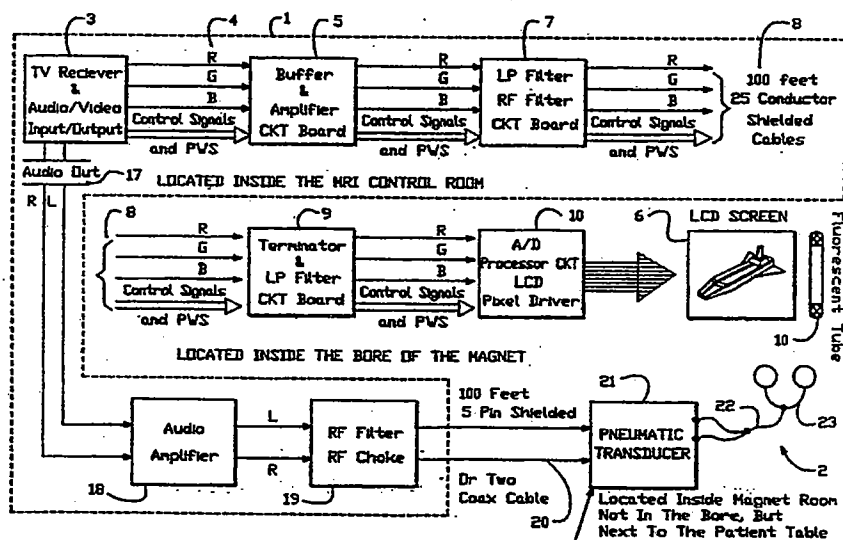 3
4
1
5
7
8
TV Reciever
&
Audio/Video
Input/Output
R
G
B
Control Signals
and PWS
Buffer
&
Amplifier
CKT Board
R
G
B
Control Signals
and PWS
LP Filter
RF Filter
CKT Board
R
G
B
Control Signals
and PWS
100 feet
25 Conductor
Shielded
Cables
Audio Out
17
R L
LOCATED INSIDE THE MRI CONTROL ROOM
8
R
G
B
Control Signals
and PWS
9
Terminator
&
LP Filter
CKT Board
R
G
B
Control Signals
and PWS
10
A/D
Processor CKT
LCD
Pixel Driver
6
LCD SCREEN
Fluorescent Tube
10
LOCATED INSIDE THE BORE OF THE MAGNET
Audio
Amplifier
18
L
R
RF Filter
RF Choke
19
100 Feet
5 Pin Shielded
Or Two
Coax Cable
20
21
PNEUMATIC
TRANSDUCER
22
23
2
Located Inside Magnet Room
Not In The Bore, But
Next To The Patient Table